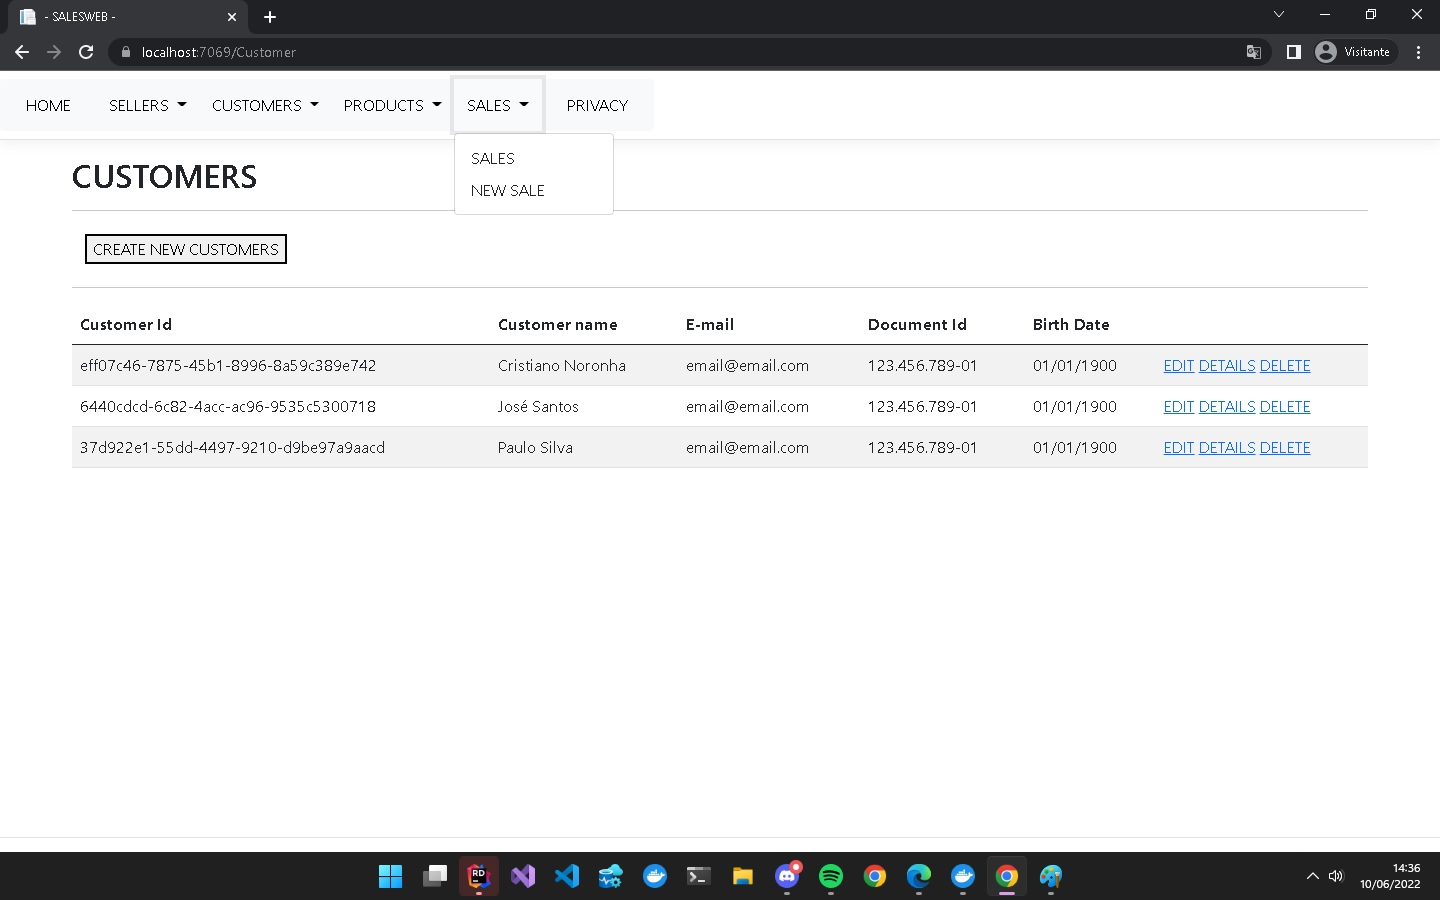 - SALESWEB -
localhost:7069/Customer
Visitante
HOME SELLERS CUSTOMERS PRODUCTS SALES PRIVACY
SALES
NEW SALE
CUSTOMERS
CREATE NEW CUSTOMERS
Customer Id Customer name E-mail Document Id Birth Date
eff07c46-7875-45b1-8996-8a59c389e742 Cristiano Noronha email@email.com 123.456.789-01 01/01/1900 EDIT DETAILS DELETE
6440cdcd-6c82-4acc-ac96-9535c5300718 José Santos email@email.com 123.456.789-01 01/01/1900 EDIT DETAILS DELETE
37d922e1-55dd-4497-9210-d9be97a9aacd Paulo Silva email@email.com 123.456.789-01 01/01/1900 EDIT DETAILS DELETE
RD
14:36
10/06/2022